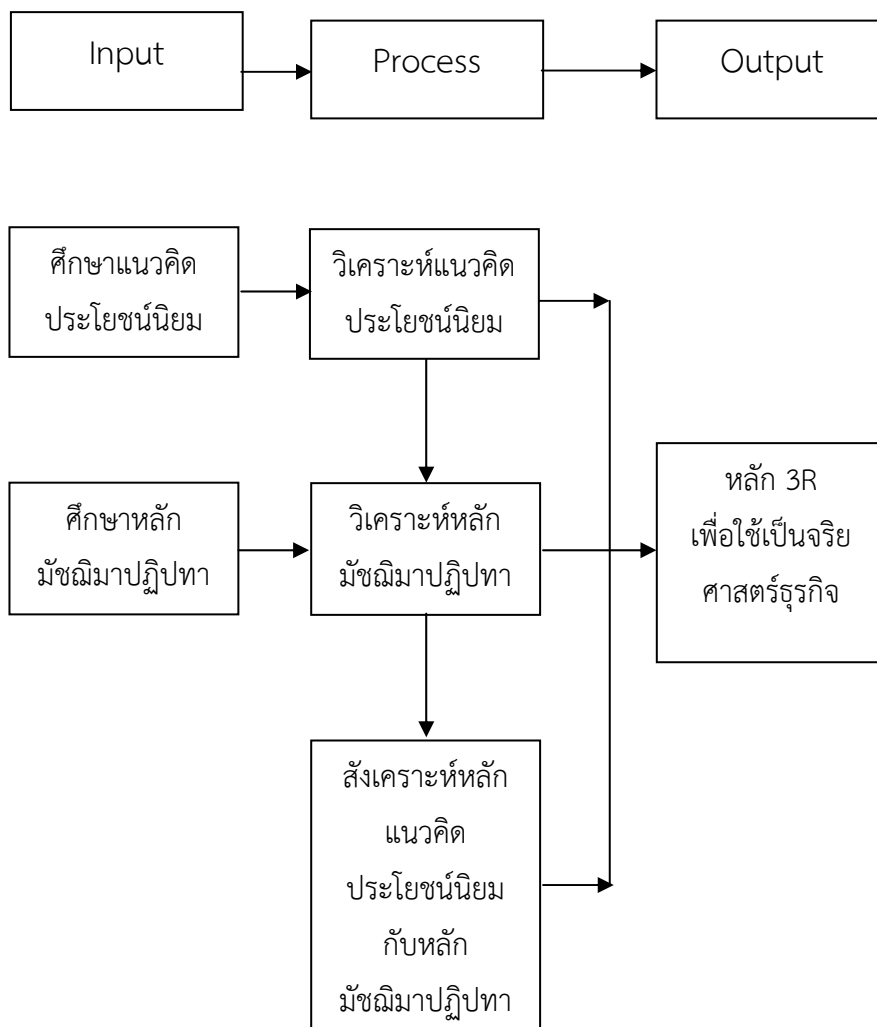 Input
Process
Output
ศึกษาแนวคิด
ประโยชน์นิยม
วิเคราะห์แนวคิด
ประโยชน์นิยม
ศึกษาหลัก
มัชฌิมาปฏิปทา
วิเคราะห์หลัก
มัชฌิมาปฏิปทา
หลัก 3R
เพื่อใช้เป็นจริย
ศาสตร์ธุรกิจ
สังเคราะห์หลัก
แนวคิด
ประโยชน์นิยม
กับหลัก
มัชฌิมาปฏิปทา